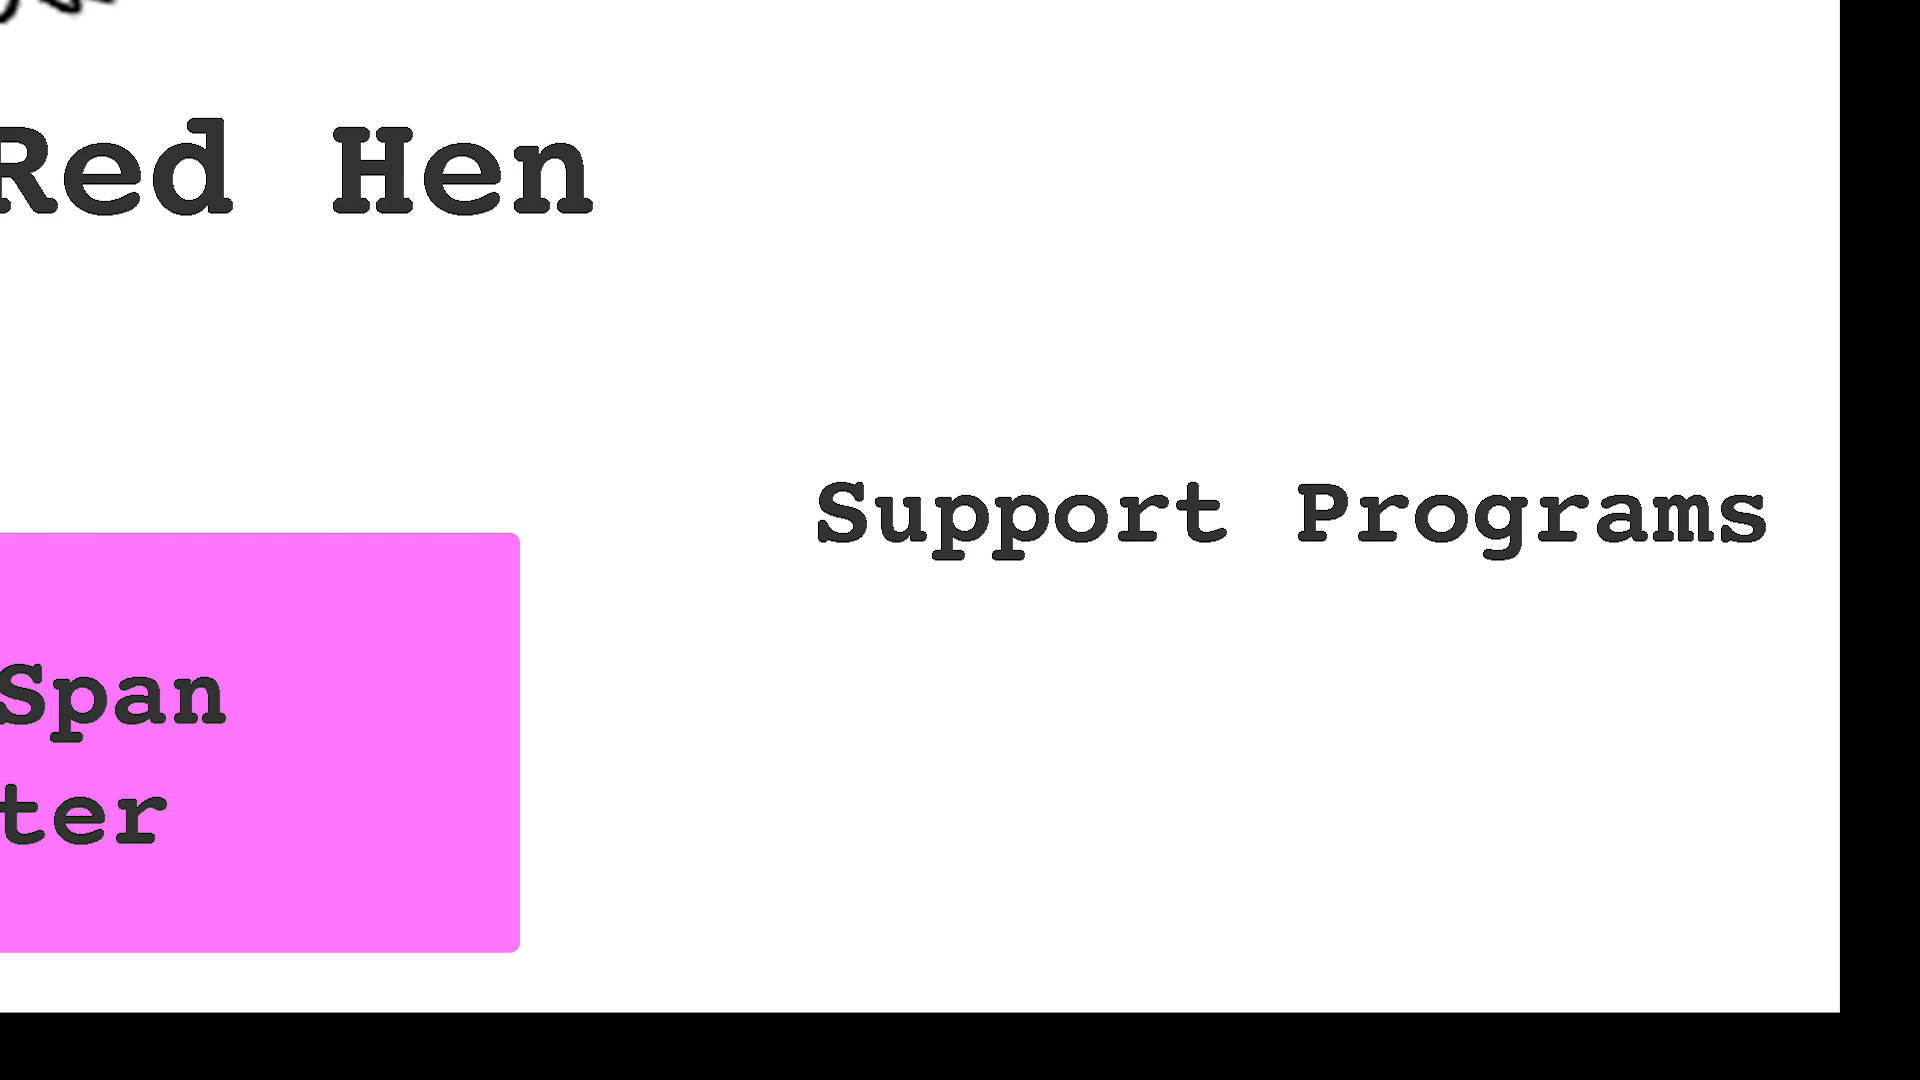 Red Hen
Support Programs
Span
ter